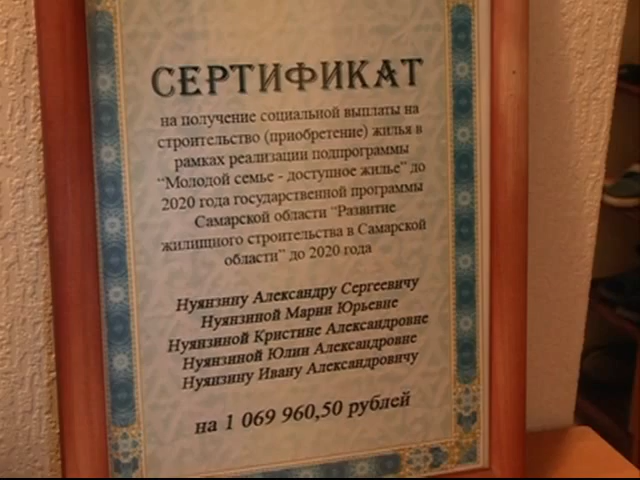 СЕРТИФИКАТ
на получение социальной выплаты на
строительство (приобретение) жилья в
рамках реализации подпрограммы
“Молодой семье - доступное жилье” до
2020 года государственной программы
Самарской области “Развитие
жилищного строительства в Самарской
области” до 2020 года
Нуянзину Александру Сергеевичу
Нуянзиной Марии Юрьевне
Нуянзиной Кристине Александровне
Нуянзиной Юлии Александровне
Нуянзину Ивану Александровичу
на 1 069 960,50 рублей